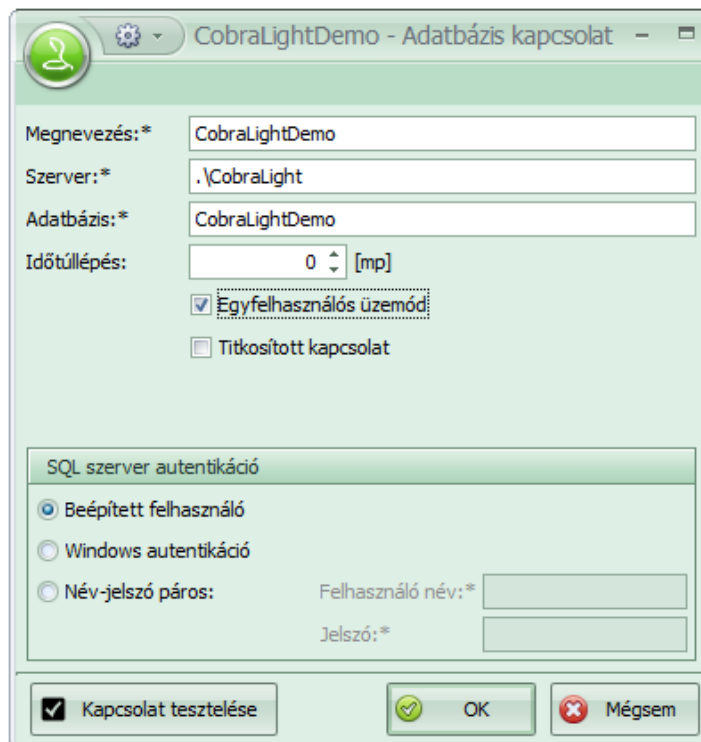 CobraLightDemo - Adatbázis kapcsolat
Megnevezés:* CobraLightDemo
Szerver:* .\CobraLight
Adatbázis:* CobraLightDemo
Időtúllépés: 0 [mp]
Egyfelhasználós üzemód
Titkosított kapcsolat
SQL szerver autentikáció
Beépített felhasználó
Windows autentikáció
Név-jelszó páros: Felhasználó név:*
Jelszó:*
Kapcsolat tesztelése OK Mégsem